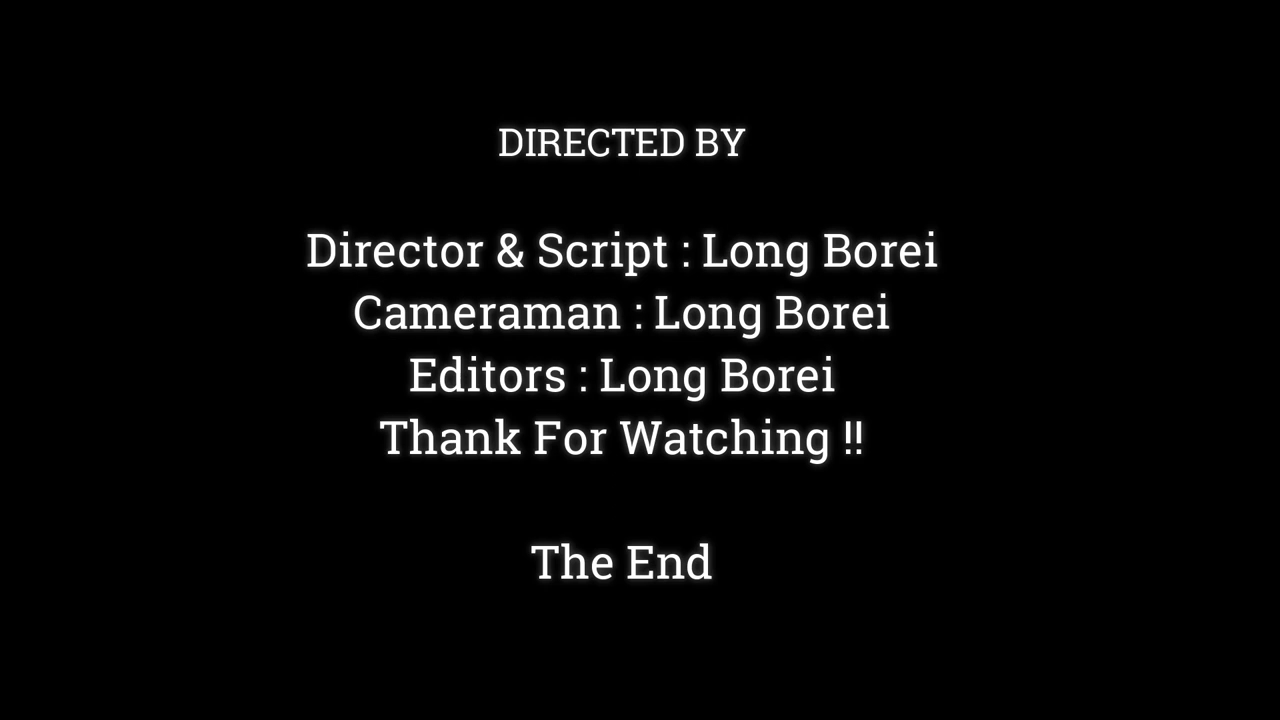 DIRECTED BY
Director & Script : Long Borei
Cameraman : Long Borei
Editors : Long Borei
Thank For Watching !!
The End